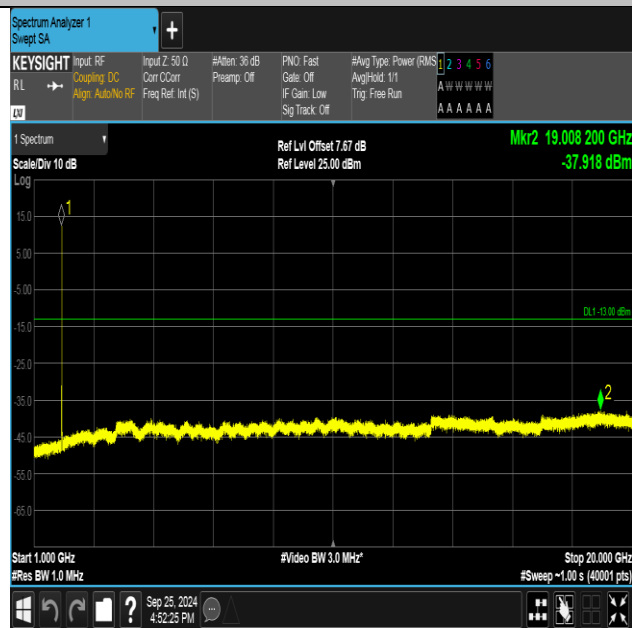 Spectrum Analyzer 1
Swept SA
+
KEYSIGHT
RL
LXI
Input: RF
Coupling: DC
Align: Auto/No RF
Input Z: 50 Ω
Corr CCorr
Freq Ref: Int (S)
#Atten: 36 dB
Preamp: Off
PNO: Fast
Gate: Off
IF Gain: Low
Sig Track: Off
#Avg Type: Power (RMS
Avg|Hold: 1/1
Trig: Free Run
1 2 3 4 5 6
A W W W W W
A A A A A A
1 Spectrum
Scale/Div 10 dB
Log
Ref Lvl Offset 7.67 dB
Ref Level 25.00 dBm
Mkr2 19.008 200 GHz
-37.918 dBm
1
15.0
5.00
DL1 -13.00 dBm
-15.0
-25.0
-35.0
2
-45.0
-55.0
-65.0
Start 1.000 GHz
#Res BW 1.0 MHz
#Video BW 3.0 MHz*
Stop 20.000 GHz
#Sweep ~1.00 s (40001 pts)
?
Sep 25, 2024
4:52:25 PM